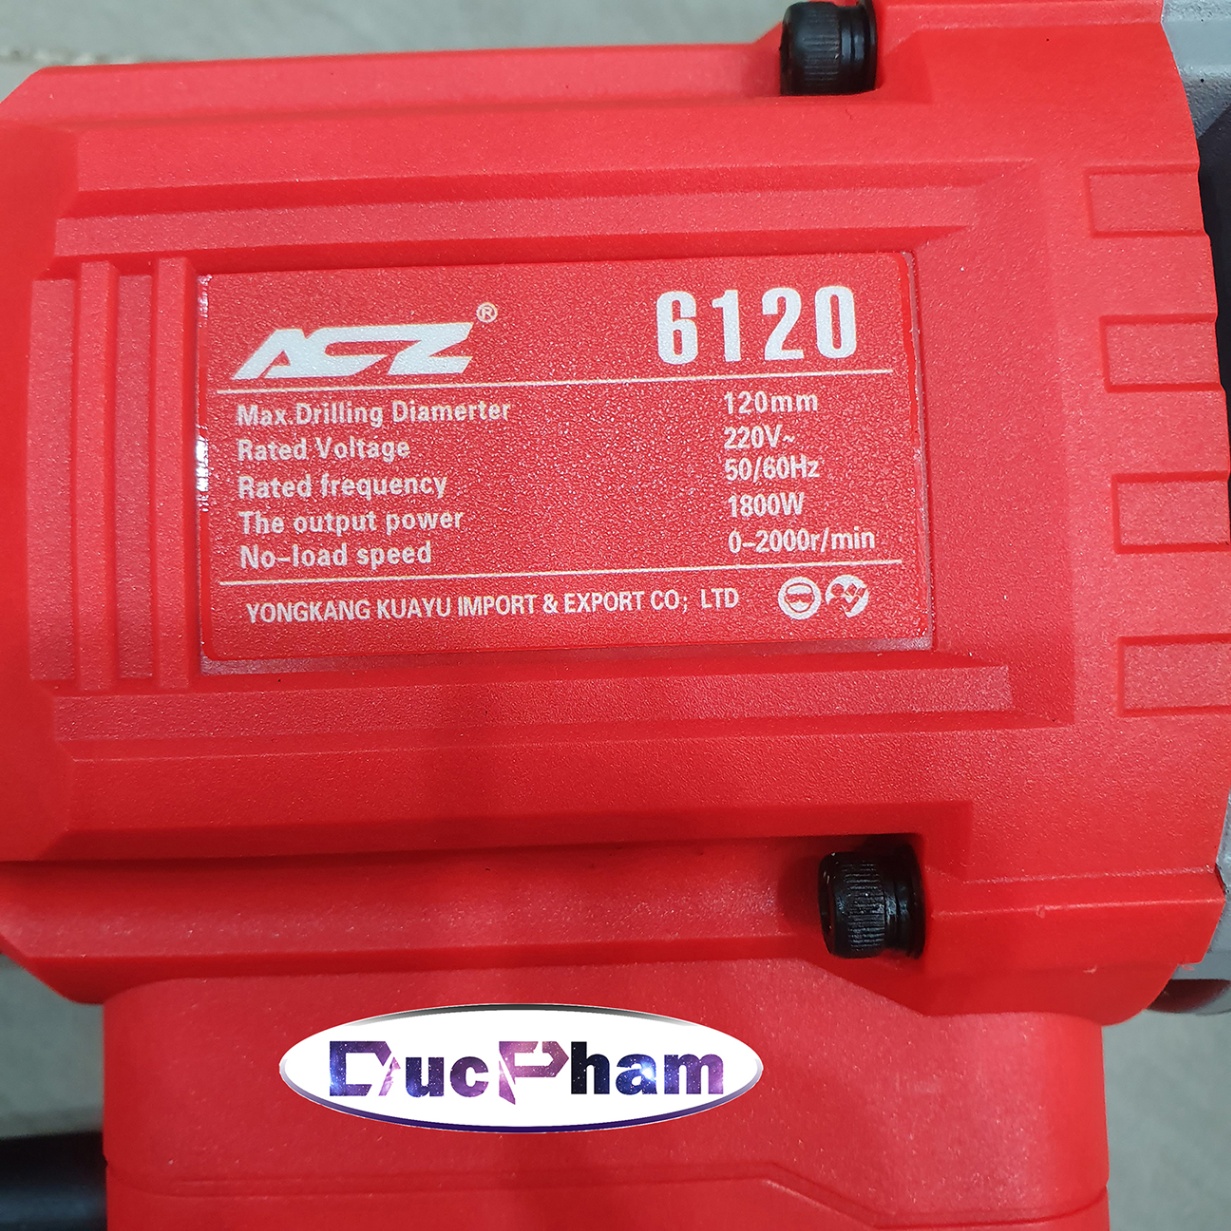 ACZ® 6120
Max.Drilling Diamerter 120mm
Rated Voltage 220V~
Rated frequency 50/60Hz
The output power 1800W
No-load speed 0-2000r/min
YONGKANG KUAYU IMPORT & EXPORT CO; LTD
DucPham